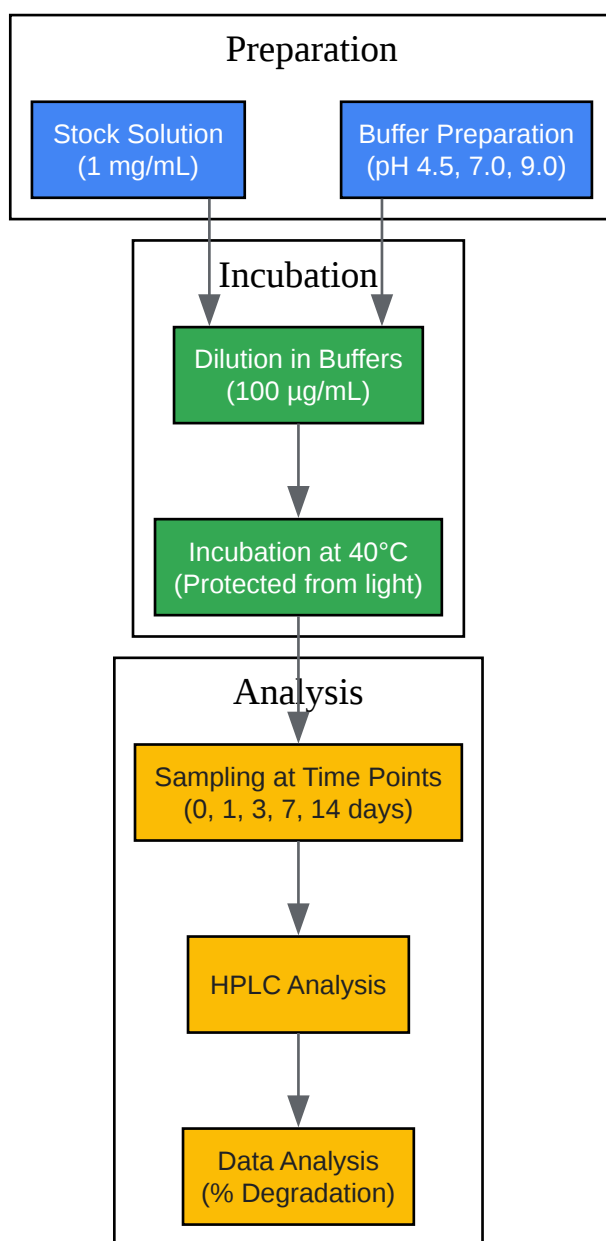 Preparation
Stock Solution
(1 mg/mL)
Buffer Preparation
(pH 4.5, 7.0, 9.0)
Incubation
Dilution in Buffers
(100 µg/mL)
Incubation at 40°C
(Protected from light)
Analysis
Sampling at Time Points
(0, 1, 3, 7, 14 days)
HPLC Analysis
Data Analysis
(% Degradation)